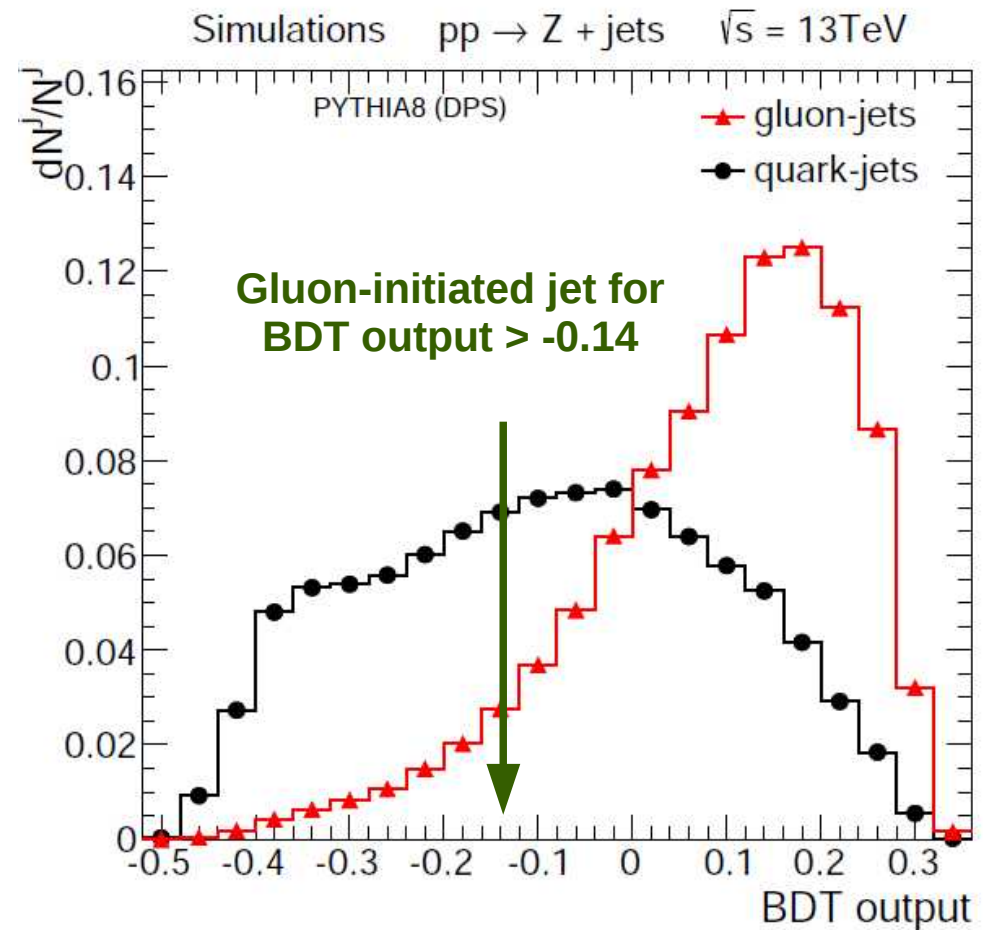 Simulations pp → Z + jets √s = 13TeV
PYTHIA8 (DPS)
gluon-jets
quark-jets
Gluon-initiated jet for
BDT output > -0.14
dNʲ/Nʲ
0.16
0.14
0.12
0.1
0.08
0.06
0.04
0.02
0
-0.5 -0.4 -0.3 -0.2 -0.1 0 0.1 0.2 0.3
BDT output